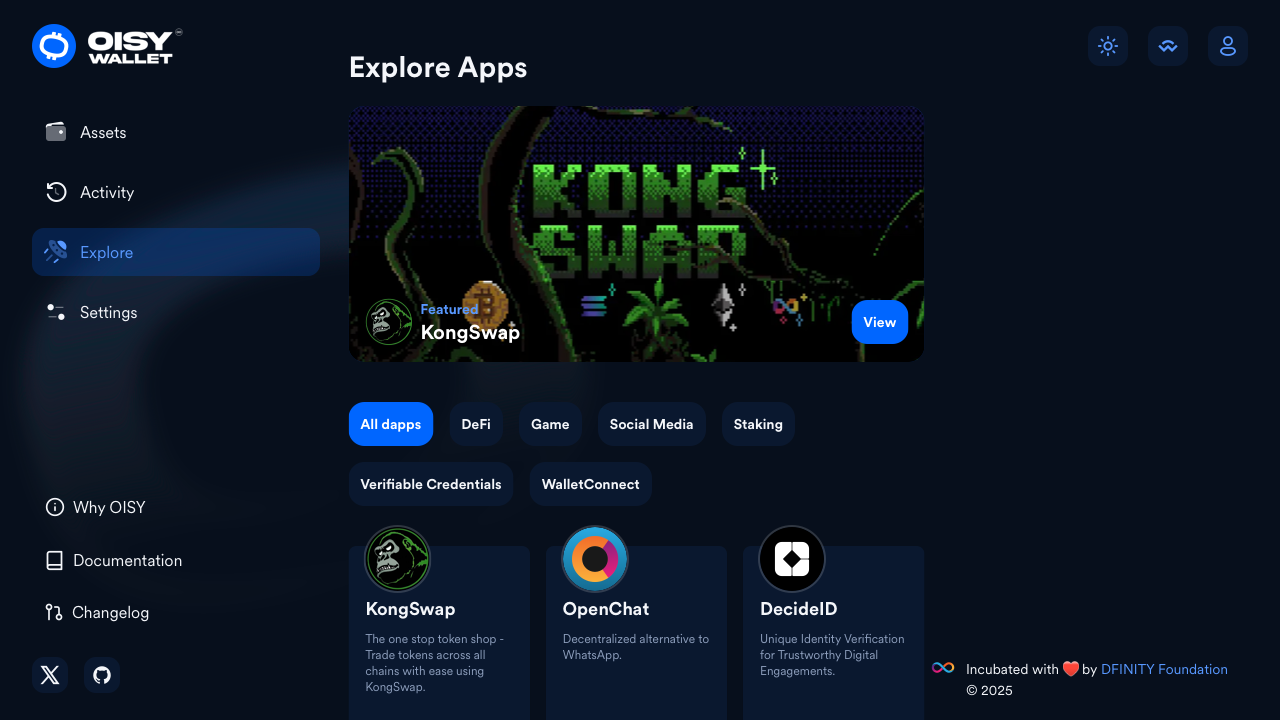 OISY
WALLET
Assets
Activity
Explore
Settings
Why OISY
Documentation
Changelog
Explore Apps
KONG
SWAP
Featured
KongSwap
View
All dapps
DeFi
Game
Social Media
Staking
Verifiable Credentials
WalletConnect
KongSwap
The one stop token shop -
Trade tokens across all
chains with ease using
KongSwap.
OpenChat
Decentralized alternative to
WhatsApp.
DecideID
Unique Identity Verification
for Trustworthy Digital
Engagements.
Incubated with ❤️ by DFINITY Foundation
© 2025